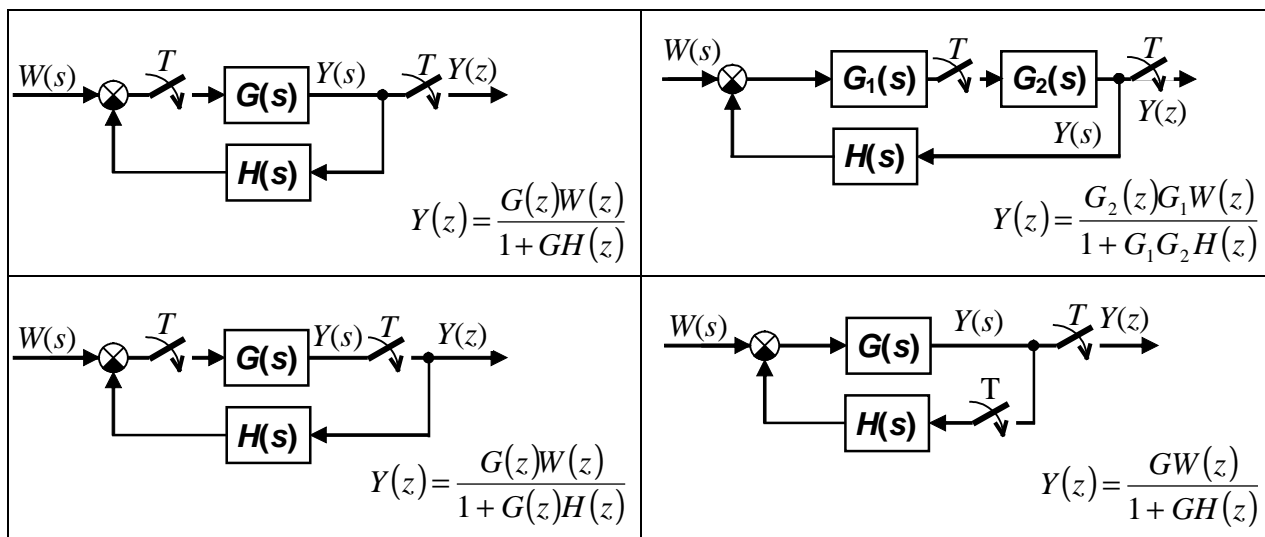 W(s) T G(s) Y(s) T Y(z)
H(s)
Y(z) = G(z)W(z) / 1 + GH(z)
W(s) G₁(s) T G₂(s) T Y(z)
Y(s)
H(s)
Y(z) = G₂(z)G₁W(z) / 1 + G₁G₂H(z)
W(s) T G(s) Y(s) T Y(z)
H(s)
Y(z) = G(z)W(z) / 1 + G(z)H(z)
W(s) G(s) Y(s) T Y(z)
H(s) T
Y(z) = GW(z) / 1 + GH(z)